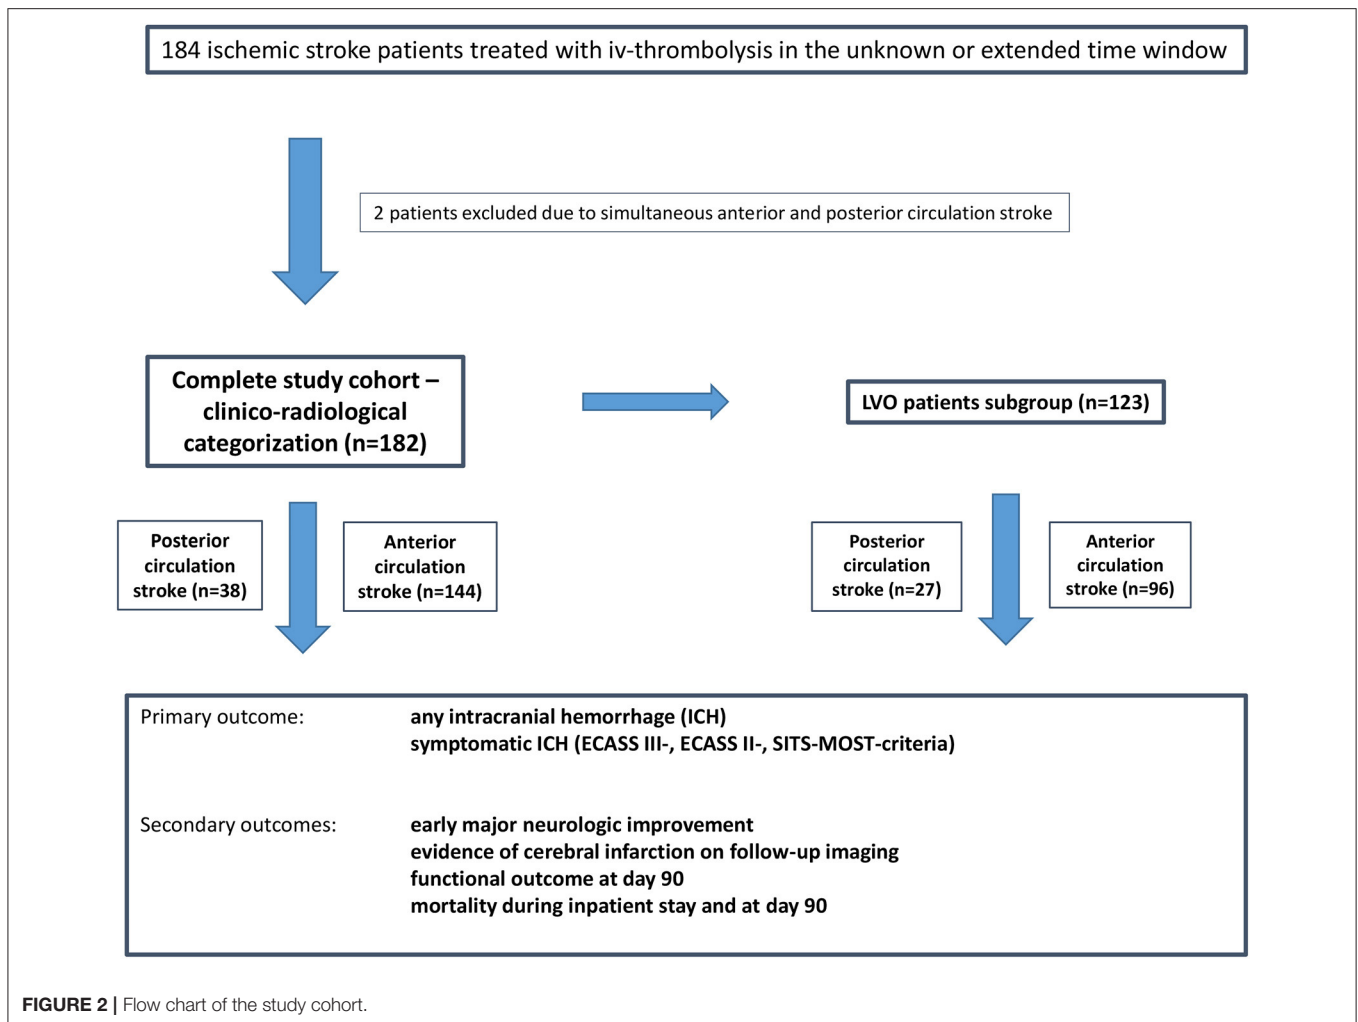 184 ischemic stroke patients treated with iv-thrombolysis in the unknown or extended time window
2 patients excluded due to simultaneous anterior and posterior circulation stroke
Complete study cohort –
clinico-radiological
categorization (n=182)
LVO patients subgroup (n=123)
Posterior
circulation
stroke (n=38)
Anterior
circulation
stroke (n=144)
Posterior
circulation
stroke (n=27)
Anterior
circulation
stroke (n=96)
Primary outcome: any intracranial hemorrhage (ICH)
symptomatic ICH (ECASS III-, ECASS II-, SITS-MOST-criteria)
Secondary outcomes: early major neurologic improvement
evidence of cerebral infarction on follow-up imaging
functional outcome at day 90
mortality during inpatient stay and at day 90
FIGURE 2 | Flow chart of the study cohort.